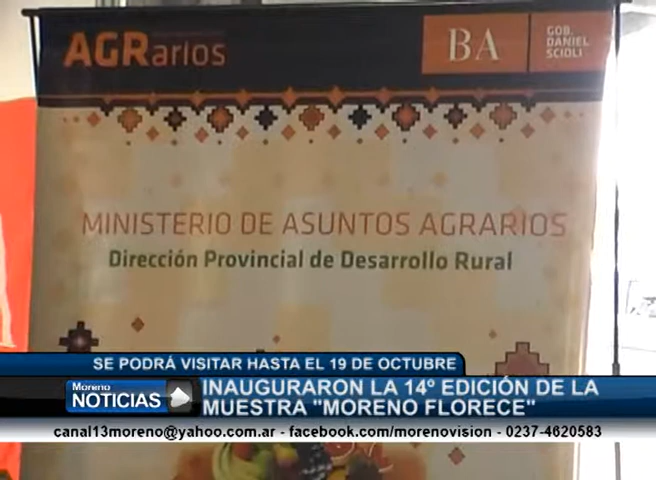 AGRarios
BA
GOB.
DANIEL
SCIOLI
MINISTERIO DE ASUNTOS AGRARIOS
Dirección Provincial de Desarrollo Rural
SE PODRÁ VISITAR HASTA EL 19 DE OCTUBRE
Moreno
NOTICIAS
INAUGURARON LA 14º EDICIÓN DE LA
MUESTRA "MORENO FLORECE"
canal13moreno@yahoo.com.ar - facebook.com/morenovision - 0237-4620583